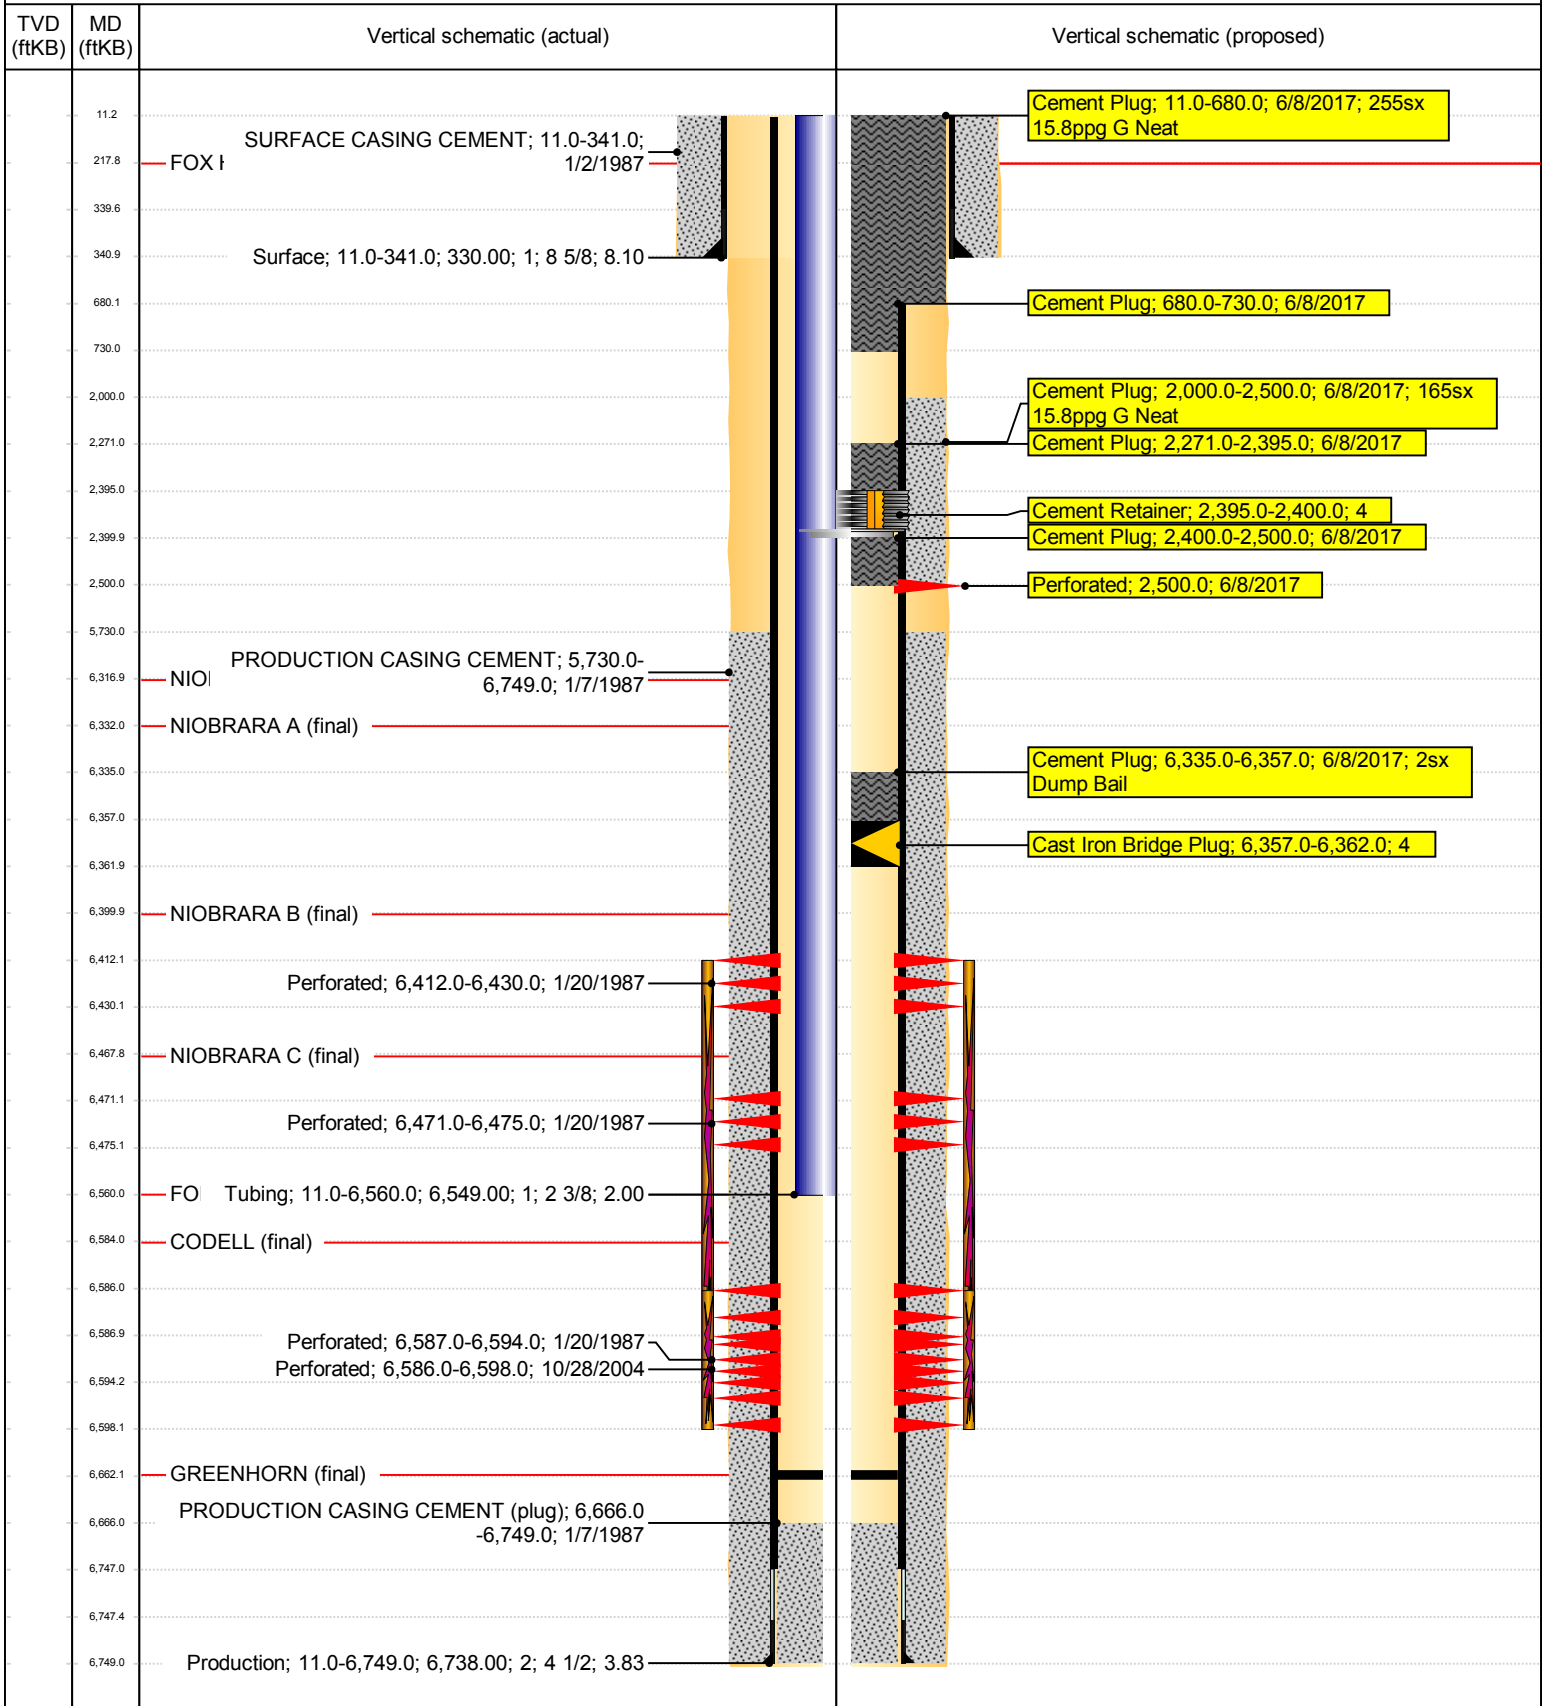 TVD (ftKB)
MD (ftKB)
Vertical schematic (actual)
Vertical schematic (proposed)
11.2
217.8
339.6
340.9
680.1
730.0
2,000.0
2,271.0
2,395.0
2,399.9
2,500.0
5,730.0
6,316.9
6,332.0
6,335.0
6,357.0
6,361.9
6,399.9
6,412.1
6,430.1
6,467.8
6,471.1
6,475.1
6,560.0
6,584.0
6,586.0
6,586.9
6,594.2
6,598.1
6,662.1
6,666.0
6,747.0
6,747.4
6,749.0
SURFACE CASING CEMENT; 11.0-341.0;
1/2/1987
FOX
Surface; 11.0-341.0; 330.00; 1; 8 5/8; 8.10
PRODUCTION CASING CEMENT; 5,730.0-
6,749.0; 1/7/1987
NIO
NIOBRARA A (final)
NIOBRARA B (final)
Perforated; 6,412.0-6,430.0; 1/20/1987
NIOBRARA C (final)
Perforated; 6,471.0-6,475.0; 1/20/1987
FO
Tubing; 11.0-6,560.0; 6,549.00; 1; 2 3/8; 2.00
CODELL (final)
Perforated; 6,587.0-6,594.0; 1/20/1987
Perforated; 6,586.0-6,598.0; 10/28/2004
GREENHORN (final)
PRODUCTION CASING CEMENT (plug); 6,666.0
-6,749.0; 1/7/1987
Production; 11.0-6,749.0; 6,738.00; 2; 4 1/2; 3.83
Cement Plug; 11.0-680.0; 6/8/2017; 255sx
15.8ppg G Neat
Cement Plug; 680.0-730.0; 6/8/2017
Cement Plug; 2,000.0-2,500.0; 6/8/2017; 165sx
15.8ppg G Neat
Cement Plug; 2,271.0-2,395.0; 6/8/2017
Cement Retainer; 2,395.0-2,400.0; 4
Cement Plug; 2,400.0-2,500.0; 6/8/2017
Perforated; 2,500.0; 6/8/2017
Cement Plug; 6,335.0-6,357.0; 6/8/2017; 2sx
Dump Bail
Cast Iron Bridge Plug; 6,357.0-6,362.0; 4